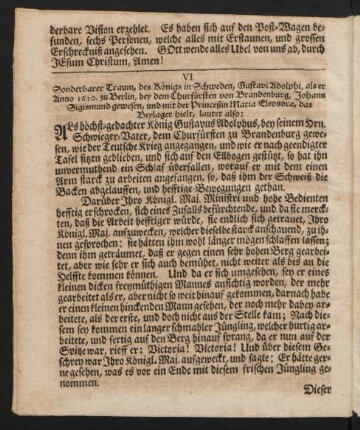 derbare Vision erzehlet. Es haben sich auf den Post-Wagen be-
funden, sechs Personen, welche alles mit Erstaunen, und grossen
Erschreckniß angesehen. GOtt wende alles Ubel von uns ab, durch
JEsum Christum, Amen!
VI.
Sonderbarer Traum, des Königs in Schweden, Gustavi Adolphi, als er
Anno 1620. zu Berlin, bey dem Churfürsten von Brandenburg, Johann
Sigismund gewesen, und mit der Princeßin Maria Eleonora, das
Beylager hielt, lautet also:
ALs höchst-gedachter König Gustavus Adolphus, bey seinem Hrn.
Schwieger-Vater, dem Churfürsten zu Brandenburg gewe-
sen, wie der Teutsche Krieg angegangen, und wie er nach geendigter
Tafel sitzen geblieben, und sich auf den Ellbogen gestützt, so hat ihn
unvermuthend ein Schlaf überfallen, worauf er mit dem einen
Arm starck zu arbeiten angefangen, so, daß ihm der Schweiß die
Backen abgelauffen, und hefftige Bewegungen gethan.
Darüber Ihro Königl. Maj. Ministri und hohe Bedienten
hefftig erschrocken, sich eines Zufalls befürchtende, und da sie merck-
ten, daß die Arbeit hefftiger würde, sie endlich sich getrauet, Ihro
Königl. Maj. aufzuwecken, welcher dieselbe starck anschauend, zu ih-
nen gesprochen: sie hätten ihn wohl länger mögen schlaffen lassen;
denn ihm geträumet, daß er gegen einen sehr hohen Berg gearbei-
tet, aber wie sehr er sich auch bemühet, nicht weiter als bis an die
Helffte kommen können. Und da er sich umgesehen, sey er eines
kleinen dicken freymüthigen Mannes ansichtig worden, der mehr
gearbeitet als er, aber nicht so weit hinauf gekommen, darnach habe
er einen kleinen hinckenden Mann gesehen, der noch mehr daben ar-
beitete, als der erste, und doch nicht aus der Stelle kam; Nach die-
sem sey kommen ein langer schmahler Jüngling, welcher hurtig ar-
beitete, und fertig auf den Berg hinauf sprang, da er nun auf der
Spitze war, rieff er: Victoria! Victoria! Und über diesem Ge-
schrey war Ihro Königl. Maj. aufgeweckt, und sagte: Er hätte ger-
ne gesehen, was es vor ein Ende mit diesem frischen Jüngling ge-
nommen.
Dieser